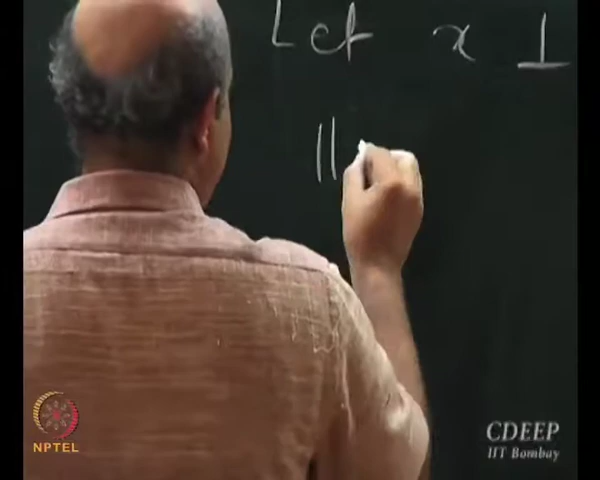 Let x ⊥
||
NPTEL
CDEEP
IIT Bombay